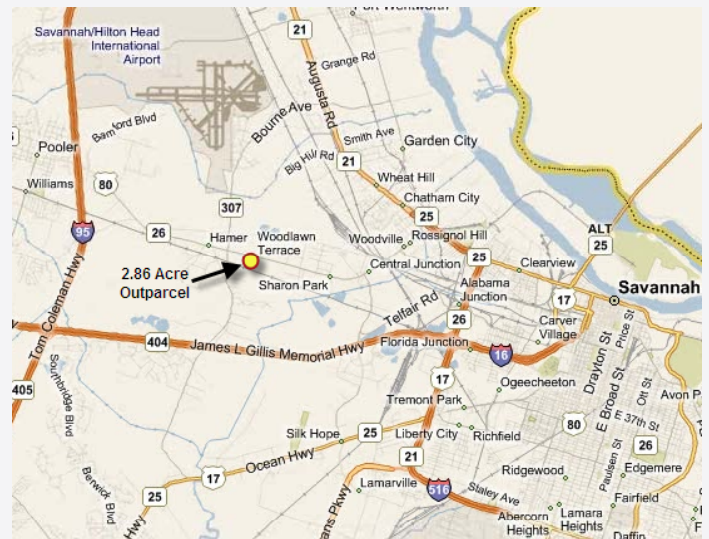 Port Wentworth
Savannah/Hilton Head
International
Airport
21
Grange Rd
Augusta Rd
Bourne Ave
Smith Ave
Garden City
Bamford Blvd
Big Hill Rd
21
Pooler
Wheat Hill
Williams
80
Chatham City
307
25
ALT
25
95
26
Hamer
Woodlawn
Terrace
Woodville
Rossignol Hill
25
2.86 Acre
Outparcel
Central Junction
Clearview
Sharon Park
Alabama
Junction
17
Savannah
Tom Coleman Hwy
Telfair Rd
26
Carver
Village
Price St
404
James L Gillis Memorial Hwy
Florida Junction
16
Drayton St
E Broad St
405
Southbridge Blvd
17
Ogeecheeton
Ott St
Avon P
Tremont Park
80
E 37th St
Silk Hope
25
Liberty City
Richfield
26
Ocean Hwy
21
Paulsen St
Berwick
Blvd
17
Ridgewood
Edgemere
25
Lamarville
516
Staley Ave
Fairfield
Hwy
ans Pkwy
Abercorn
Heights
Lamara
Heights
Daffin